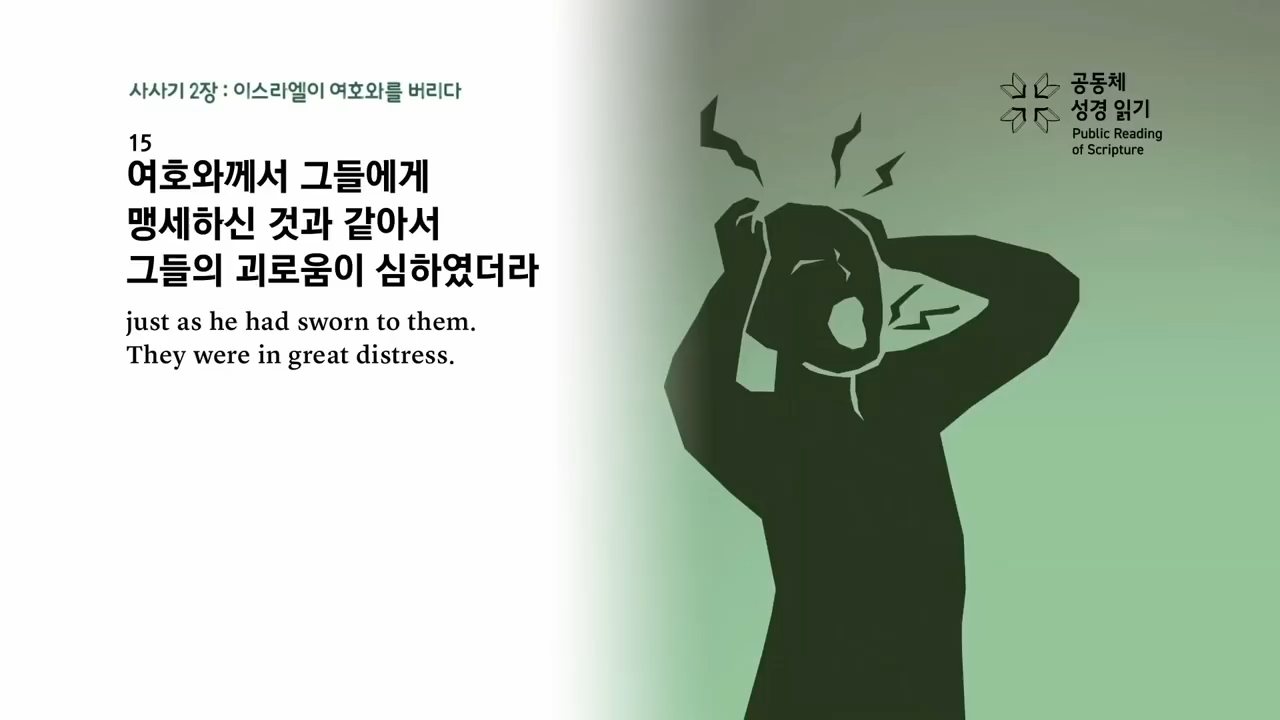 사사기 2장 : 이스라엘이 여호와를 버리다
15
여호와께서 그들에게
맹세하신 것과 같아서
그들의 괴로움이 심하였더라
just as he had sworn to them.
They were in great distress.
공동체
성경 읽기
Public Reading
of Scripture